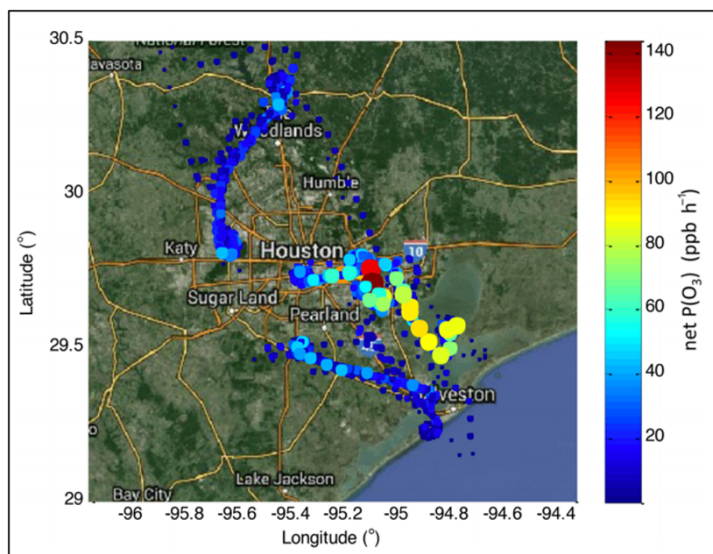 30.5
30
29.5
29
Latitude (°)
National Forest
avasota
Woodlands
Humble
Katy
Houston
10
Sugar Land
Pearland
lveston
Lake Jackson
Bay City
o
-96
-95.8
-95.6
-95.4
-95.2
-95
-94.8
-94.6
-94.4
Longitude (°)
140
120
100
80
60
40
20
net P(O₃) (ppb h⁻¹)